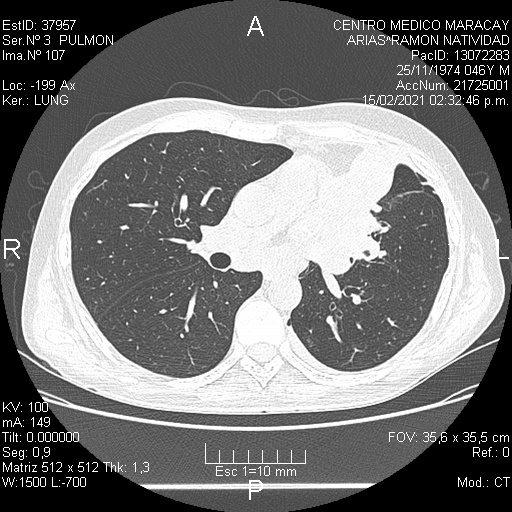 EstID: 37957
Ser.Nº 3 PULMON
Ima.Nº 107
Loc: -199 Ax
Ker.: LUNG
A
CENTRO MEDICO MARACAY
ARIAS^RAMON NATIVIDAD
PacID: 13072283
25/11/1974 046Y M
AccNum: 21725001
15/02/2021 02:32:46 p.m.
R
L
KV: 100
mA: 149
Tilt: 0.000000
Seg: 0,9
Matriz 512 x 512 Thk: 1,3
W:1500 L:-700
Esc 1=10 mm
P
FOV: 35,6 x 35,5 cm
Ref.: 0
Mod.: CT